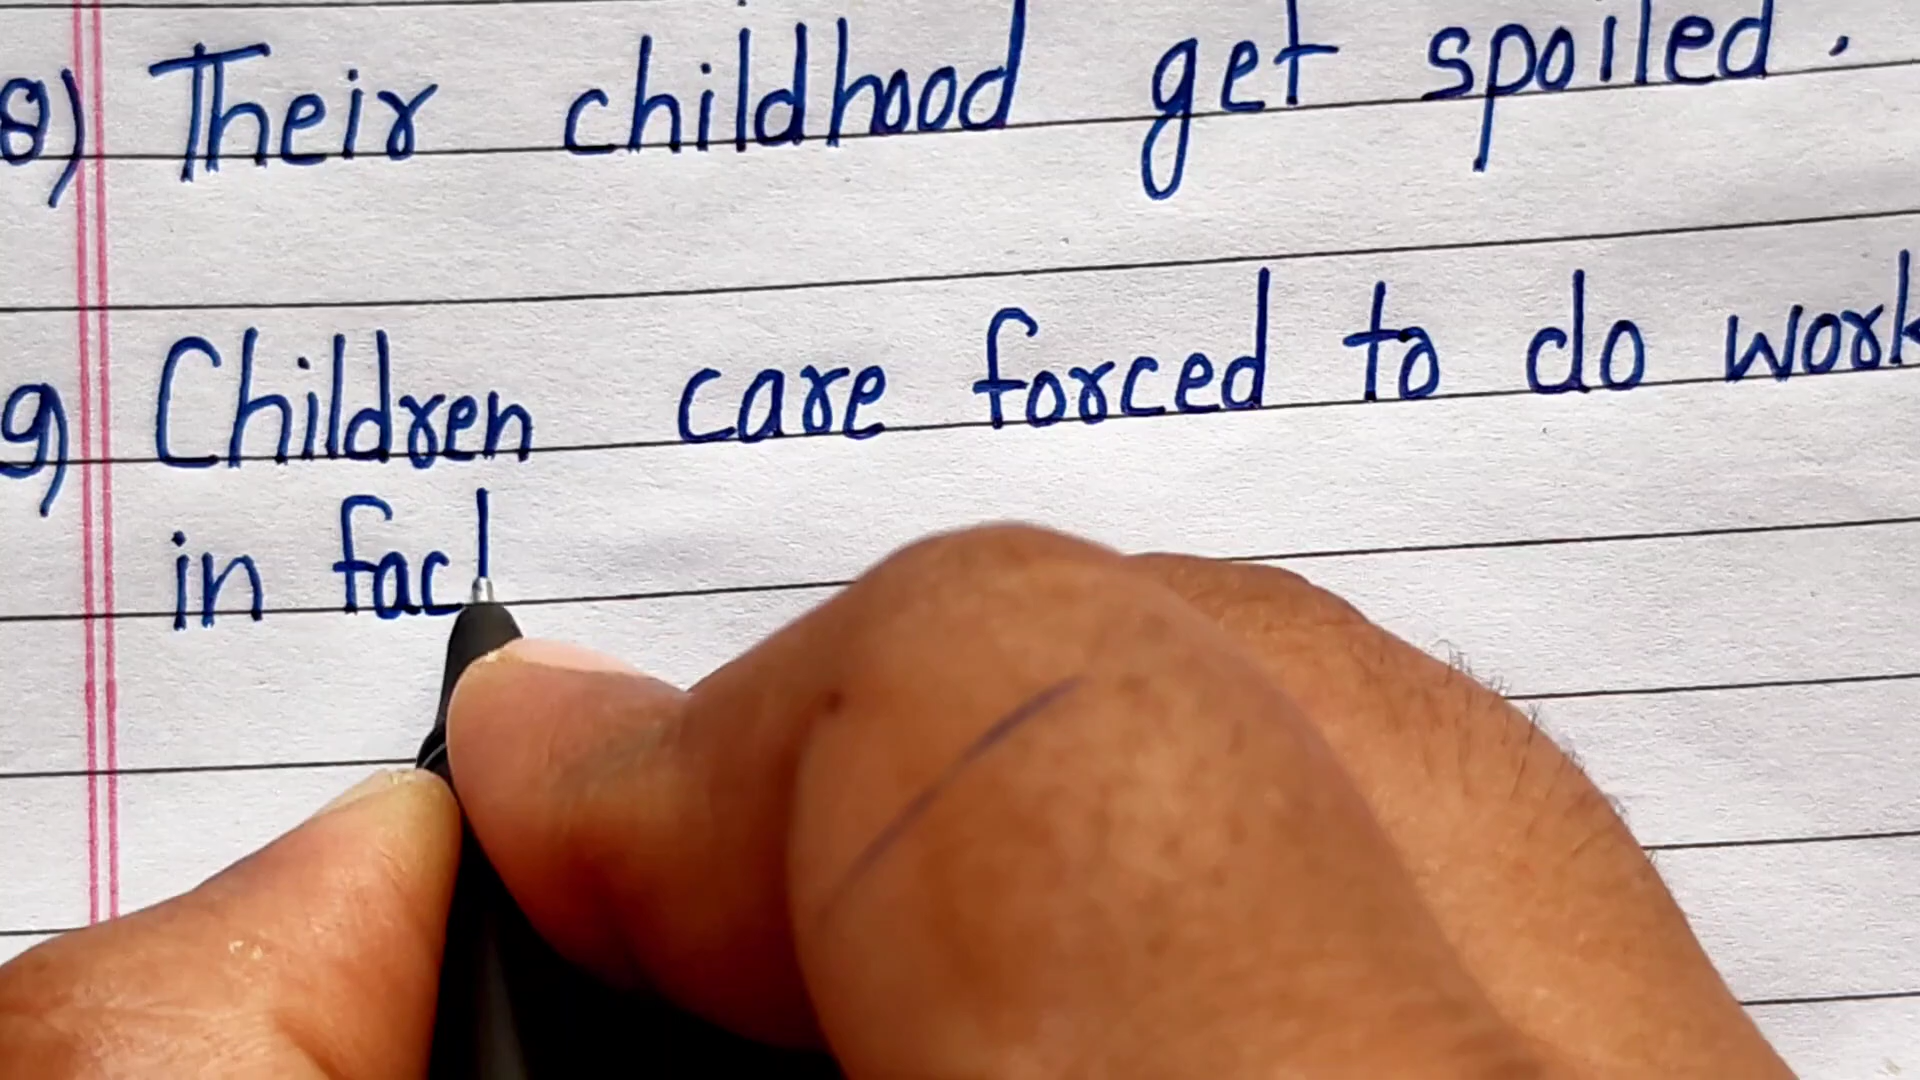 8) Their childhood get spoiled.
9) Children care forced to do work
in fac